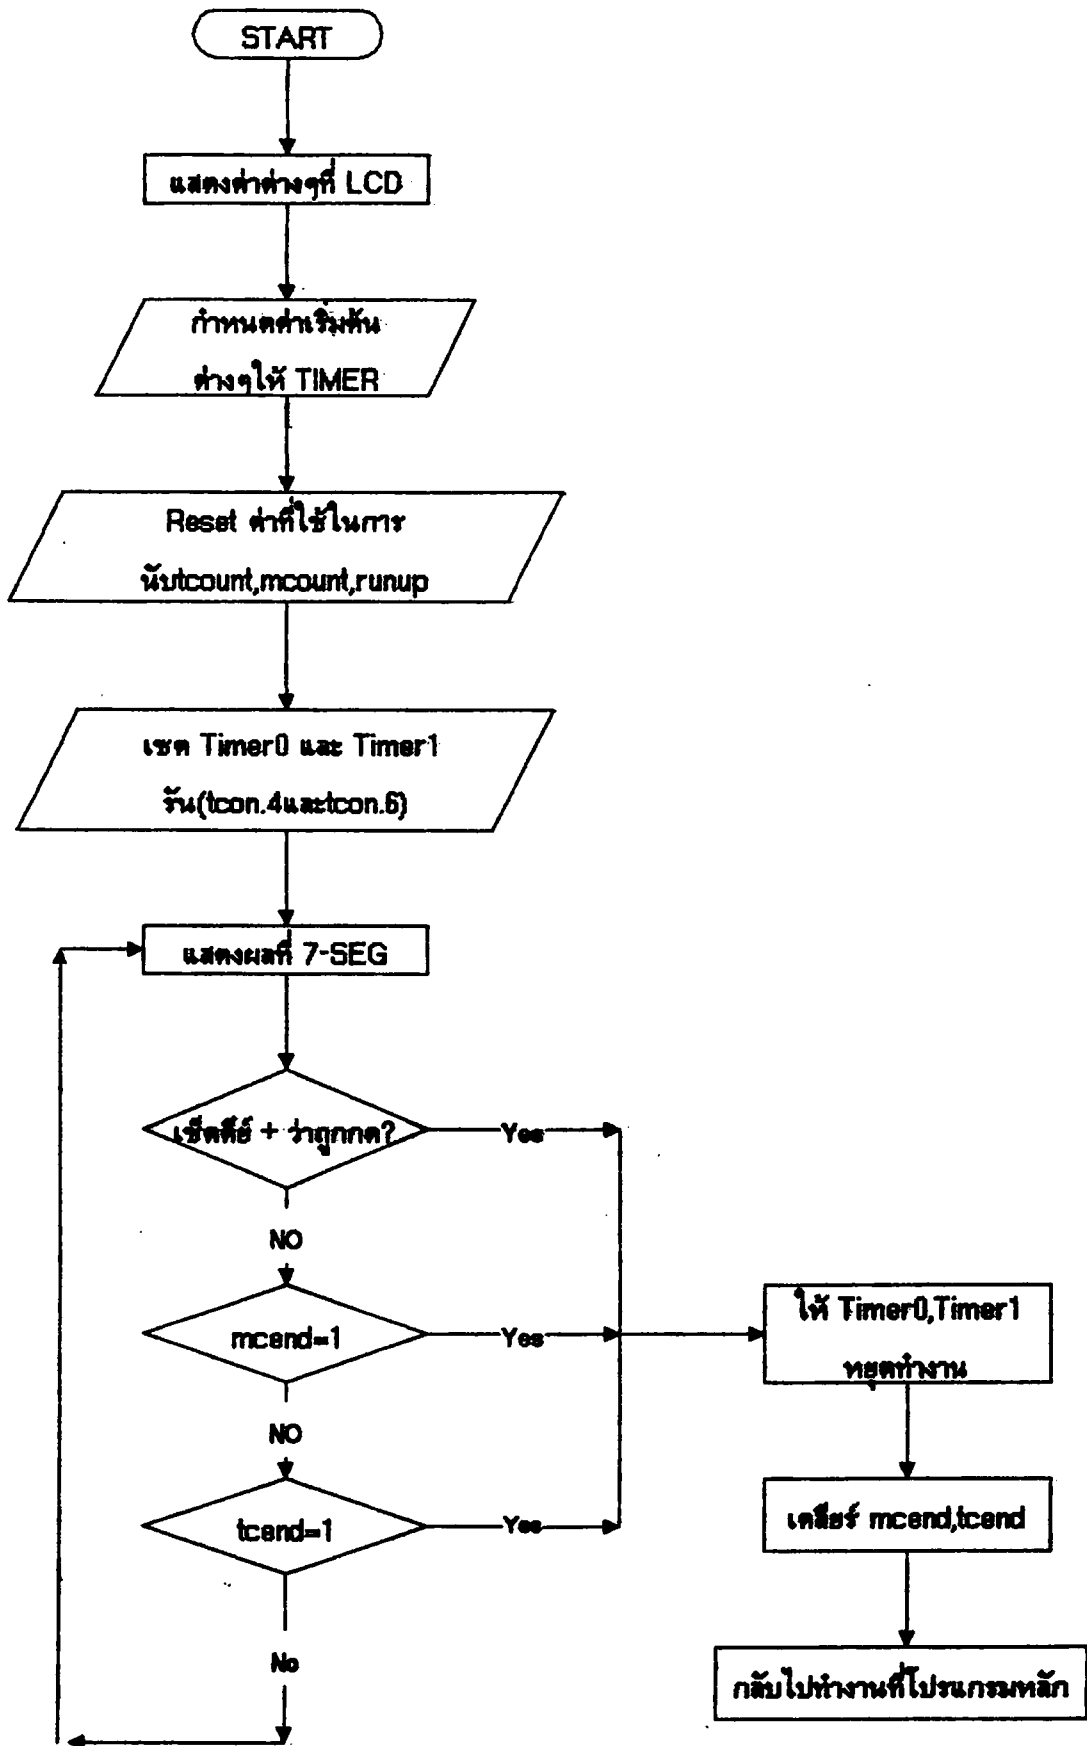 START
แสดงค่าต่างๆที่ LCD
กำหนดค่าเริ่มต้น
ต่างๆให้ TIMER
Reset ค่าที่ใช้ในการ
นับtcount,mcount,runup
เซต Timer0 และ Timer1
รัน(tcon.4และtcon.6)
แสดงผลที่ 7-SEG
เช็คคีย์ + ว่าถูกกด?
Yes
NO
mcend=1
Yes
ให้ Timer0,Timer1
หยุดทำงาน
NO
tcend=1
Yes
เคลียร์ mcend,tcend
No
กลับไปทำงานที่โปรแกรมหลัก